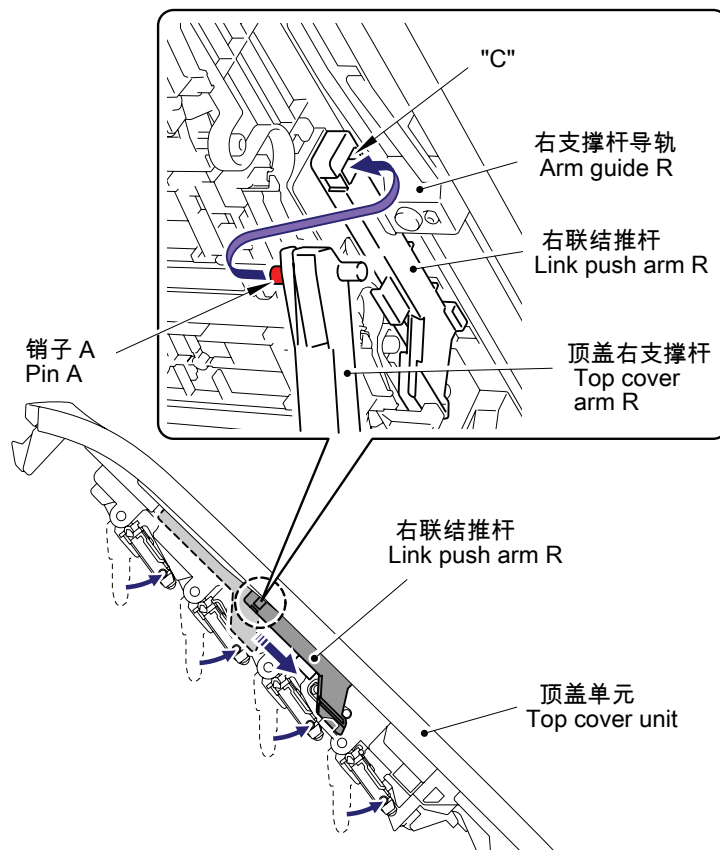 "C"
右支撑杆导轨
Arm guide R
右联结推杆
Link push arm R
销子 A
Pin A
顶盖右支撑杆
Top cover
arm R
右联结推杆
Link push arm R
顶盖单元
Top cover unit